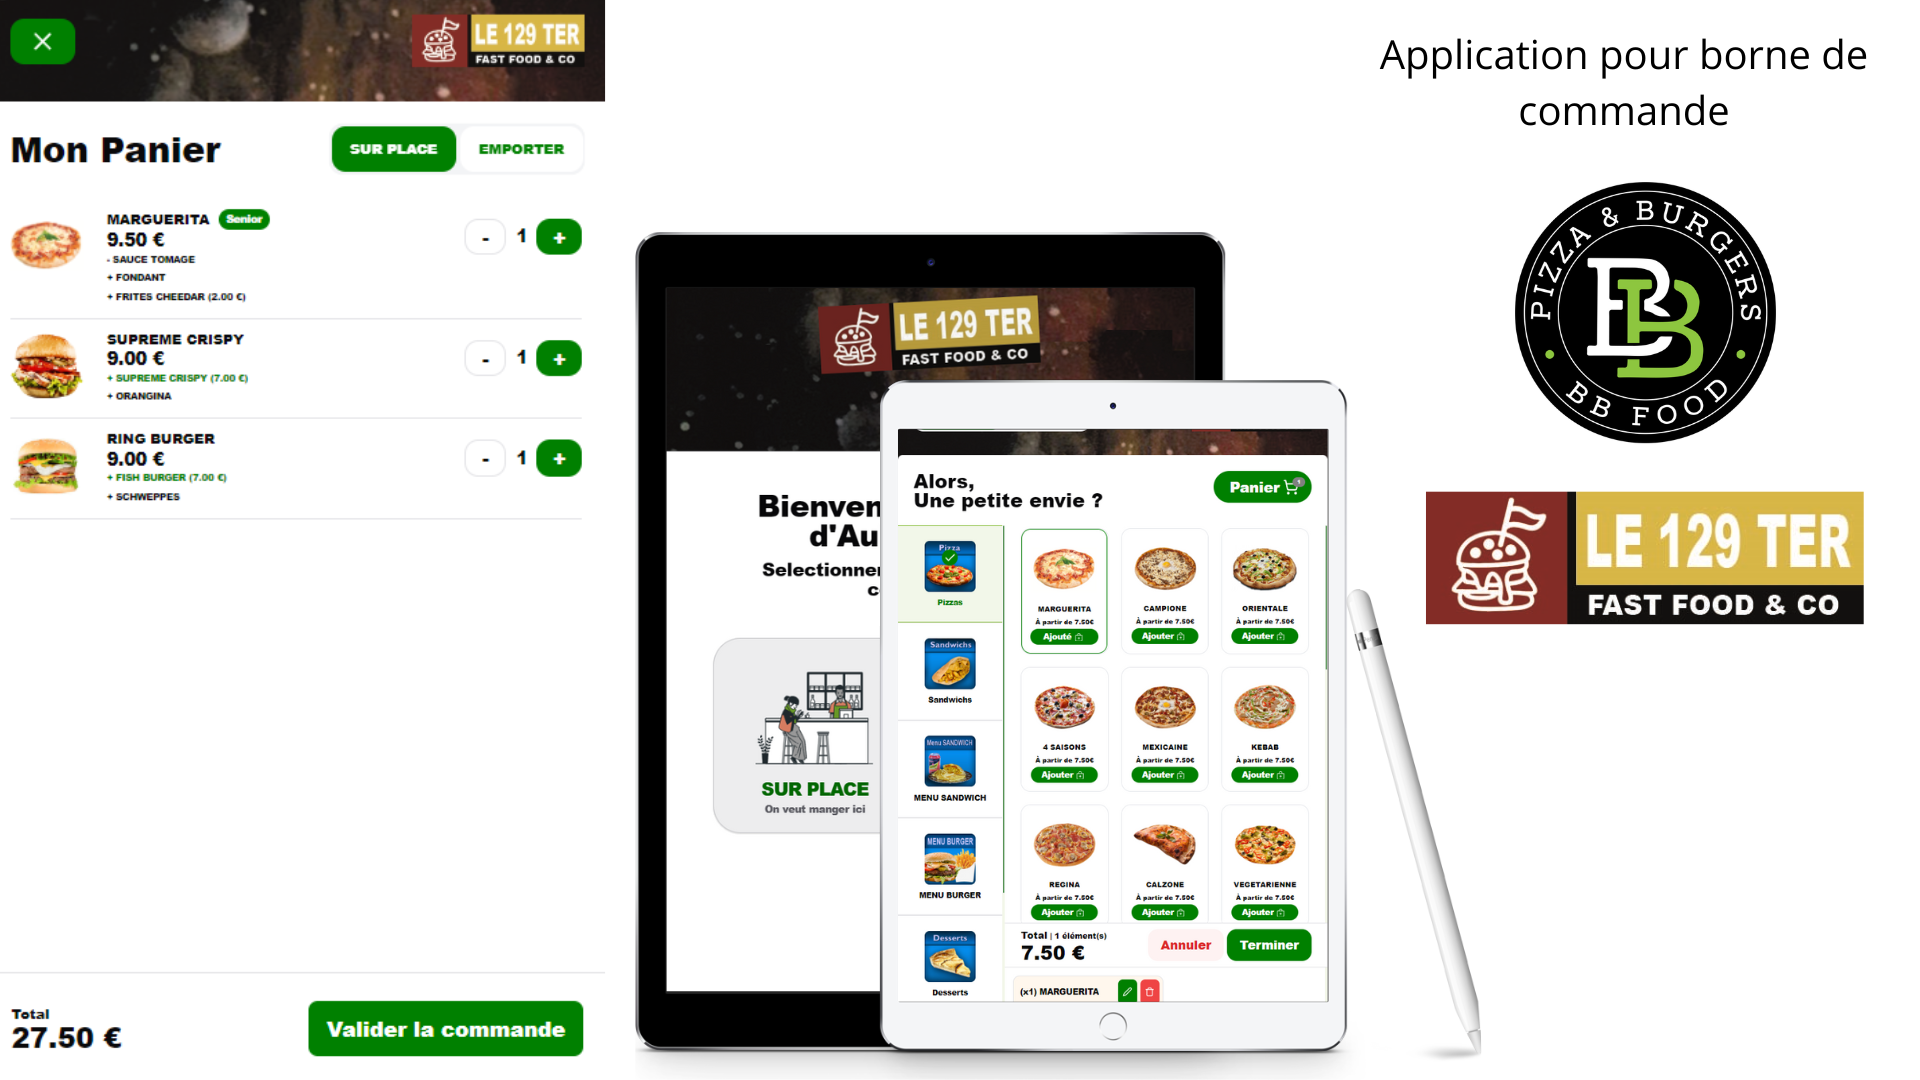 LE 129 TER
FAST FOOD & CO
Mon Panier
SUR PLACE
EMPORTER
MARGUERITA Senior
9.50 €
- SAUCE TOMAGE
+ FONDANT
+ FRITES CHEEDAR (2.00 €)
- 1 +
SUPREME CRISPY
9.00 €
+ SUPREME CRISPY (7.00 €)
+ ORANGINA
- 1 +
RING BURGER
9.00 €
+ FISH BURGER (7.00 €)
+ SCHWEPPES
- 1 +
Total
27.50 €
Valider la commande
LE 129 TER
FAST FOOD & CO
Bienven
d'Au
Selectionner
c
SUR PLACE
On veut manger ici
Alors,
Une petite envie ?
Panier 1
Pizza
Pizzas
Sandwichs
Sandwichs
Menu SANDWICH
MENU SANDWICH
MENU BURGER
MENU BURGER
Desserts
Desserts
MARGUERITA
À partir de 7.50€
Ajouté
CAMPIONE
À partir de 7.50€
Ajouter
ORIENTALE
À partir de 7.50€
Ajouter
4 SAISONS
À partir de 7.50€
Ajouter
MEXICAINE
À partir de 7.50€
Ajouter
KEBAB
À partir de 7.50€
Ajouter
REGINA
À partir de 7.50€
Ajouter
CALZONE
À partir de 7.50€
Ajouter
VEGETARIENNE
À partir de 7.50€
Ajouter
Total | 1 élément(s)
7.50 €
Annuler
Terminer
(x1) MARGUERITA
Application pour borne de
commande
PIZZA & BURGERS
BB
BB FOOD
LE 129 TER
FAST FOOD & CO